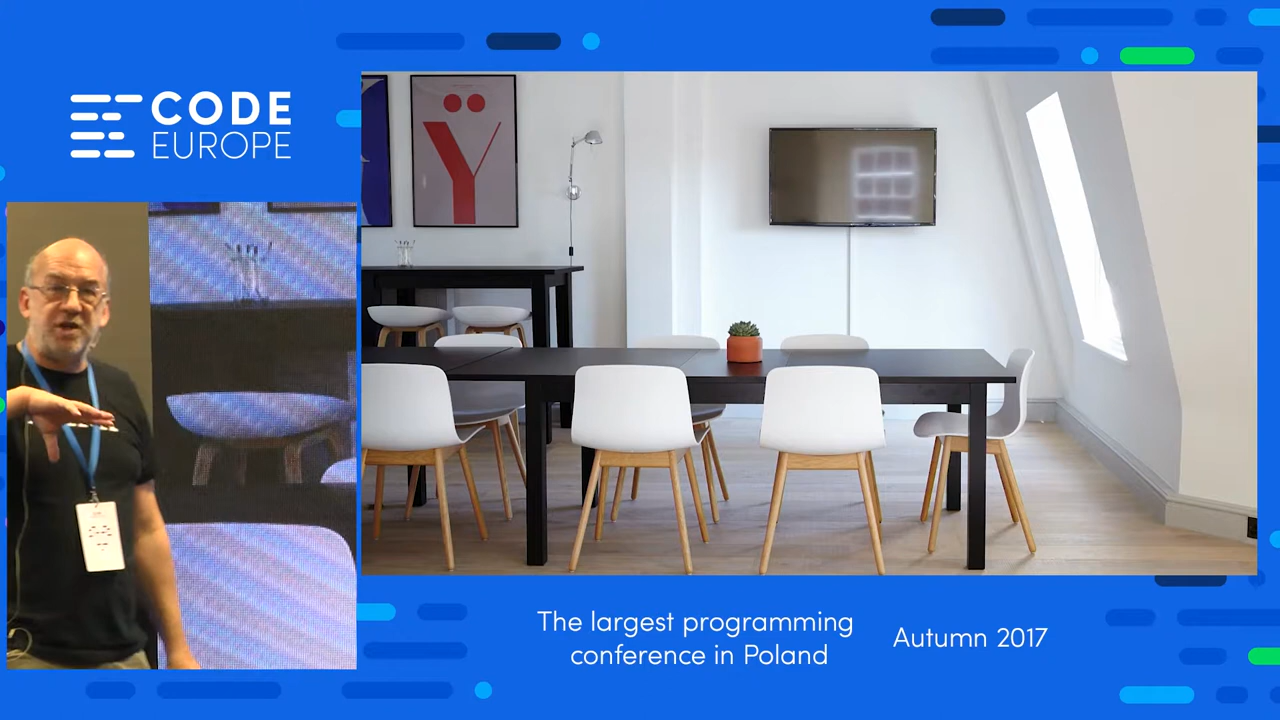 CODE
EUROPE
Ÿ
The largest programming
conference in Poland
Autumn 2017